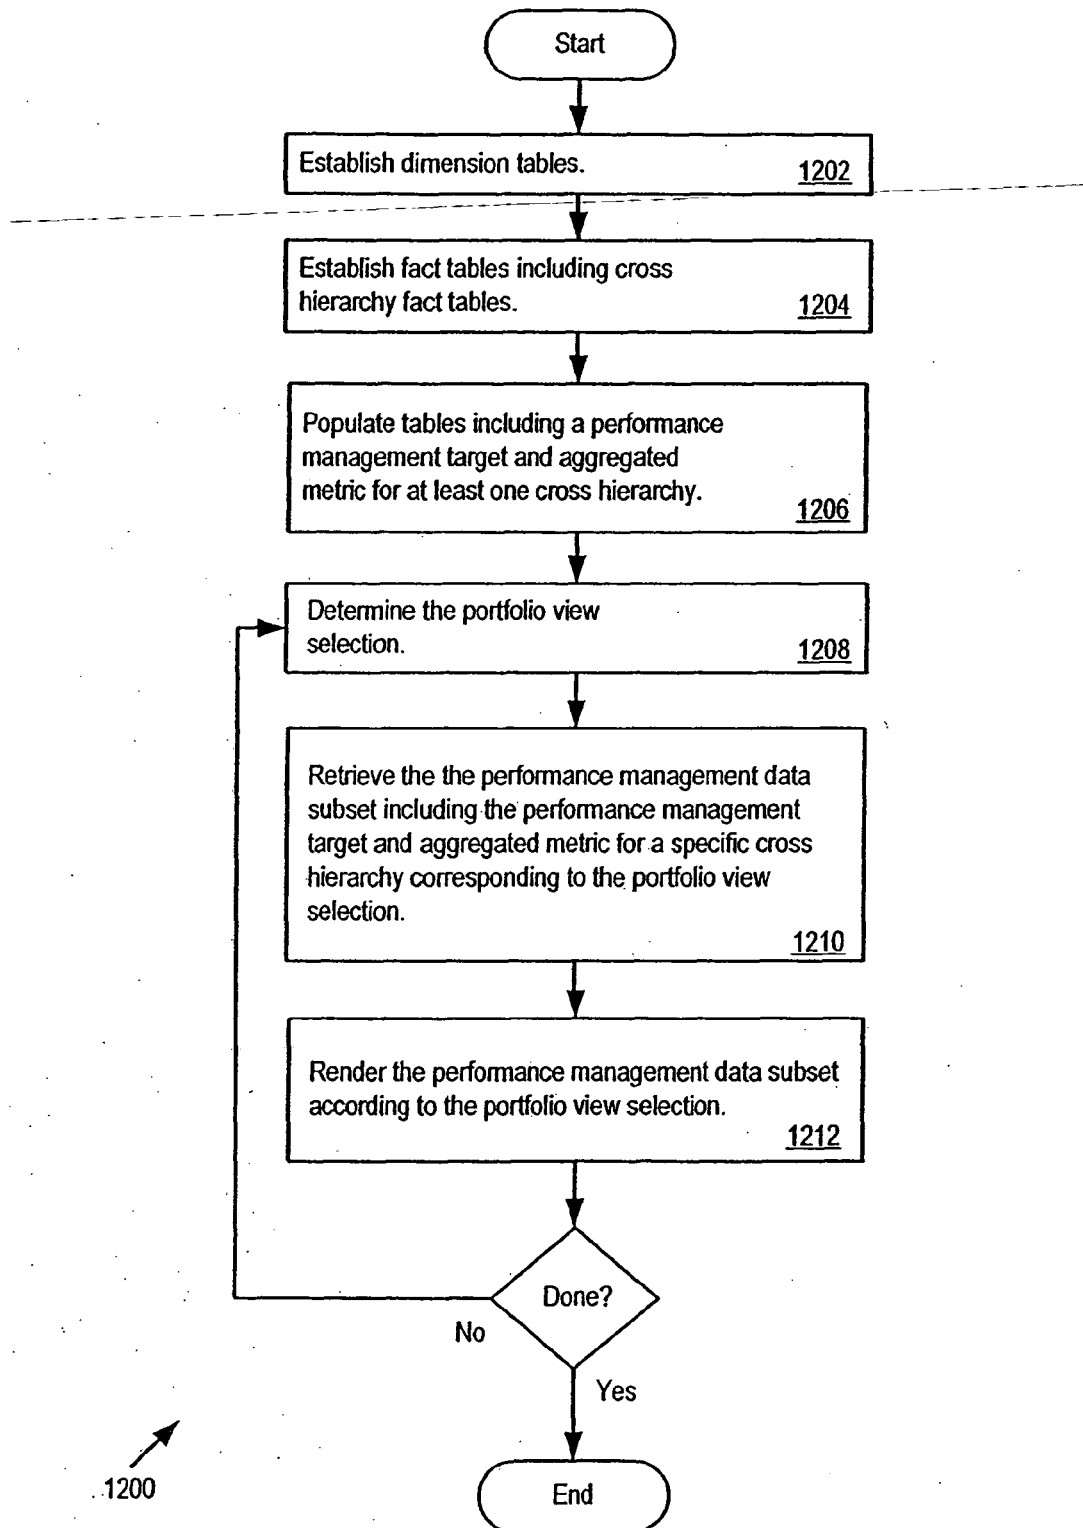 Start
Establish dimension tables.
1202
Establish fact tables including cross
hierarchy fact tables.
1204
Populate tables including a performance
management target and aggregated
metric for at least one cross hierarchy.
1206
Determine the portfolio view
selection.
1208
Retrieve the the performance management data
subset including the performance management
target and aggregated metric for a specific cross
hierarchy corresponding to the portfolio view
selection.
1210
Render the performance management data subset
according to the portfolio view selection.
1212
Done?
No
Yes
1200
End